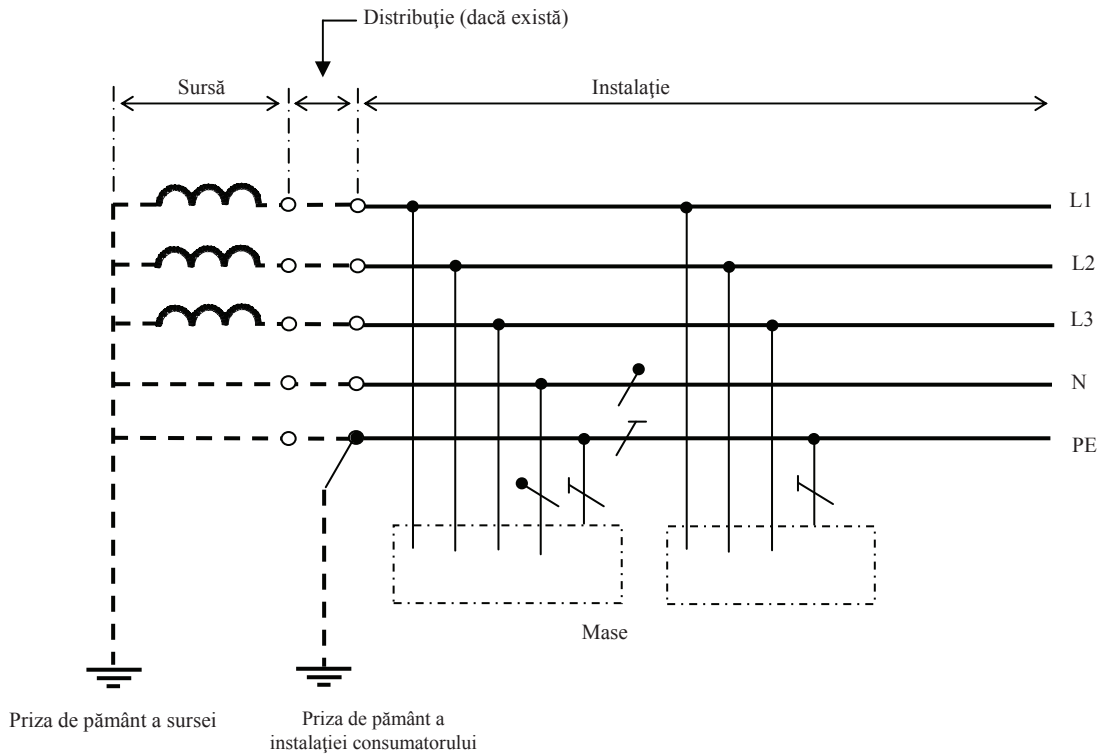 Distribuţie (dacă există)
Sursă
Instalaţie
L1
L2
L3
N
PE
Mase
Priza de pământ a sursei
Priza de pământ a
instalaţiei consumatorului